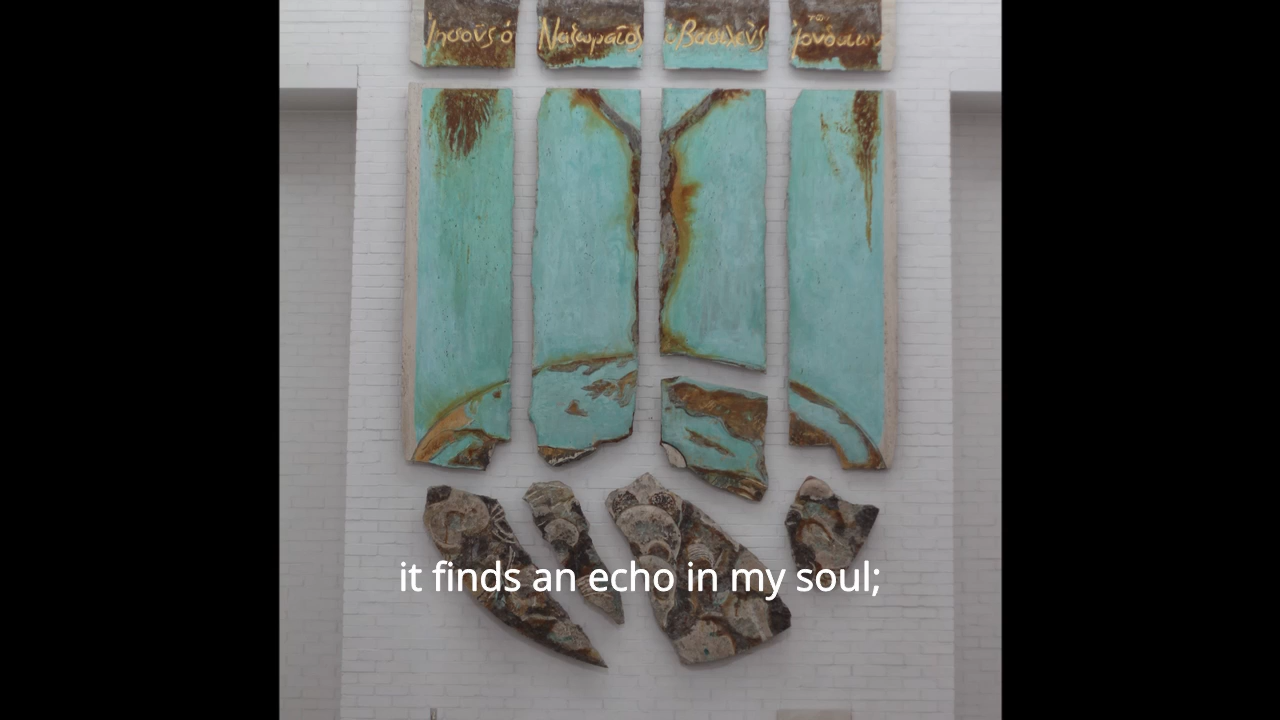 Ἰησοῦς ὁ Ναζωραῖος ὁ Βασιλεὺς τῶν Ἰουδαίων
it finds an echo in my soul;